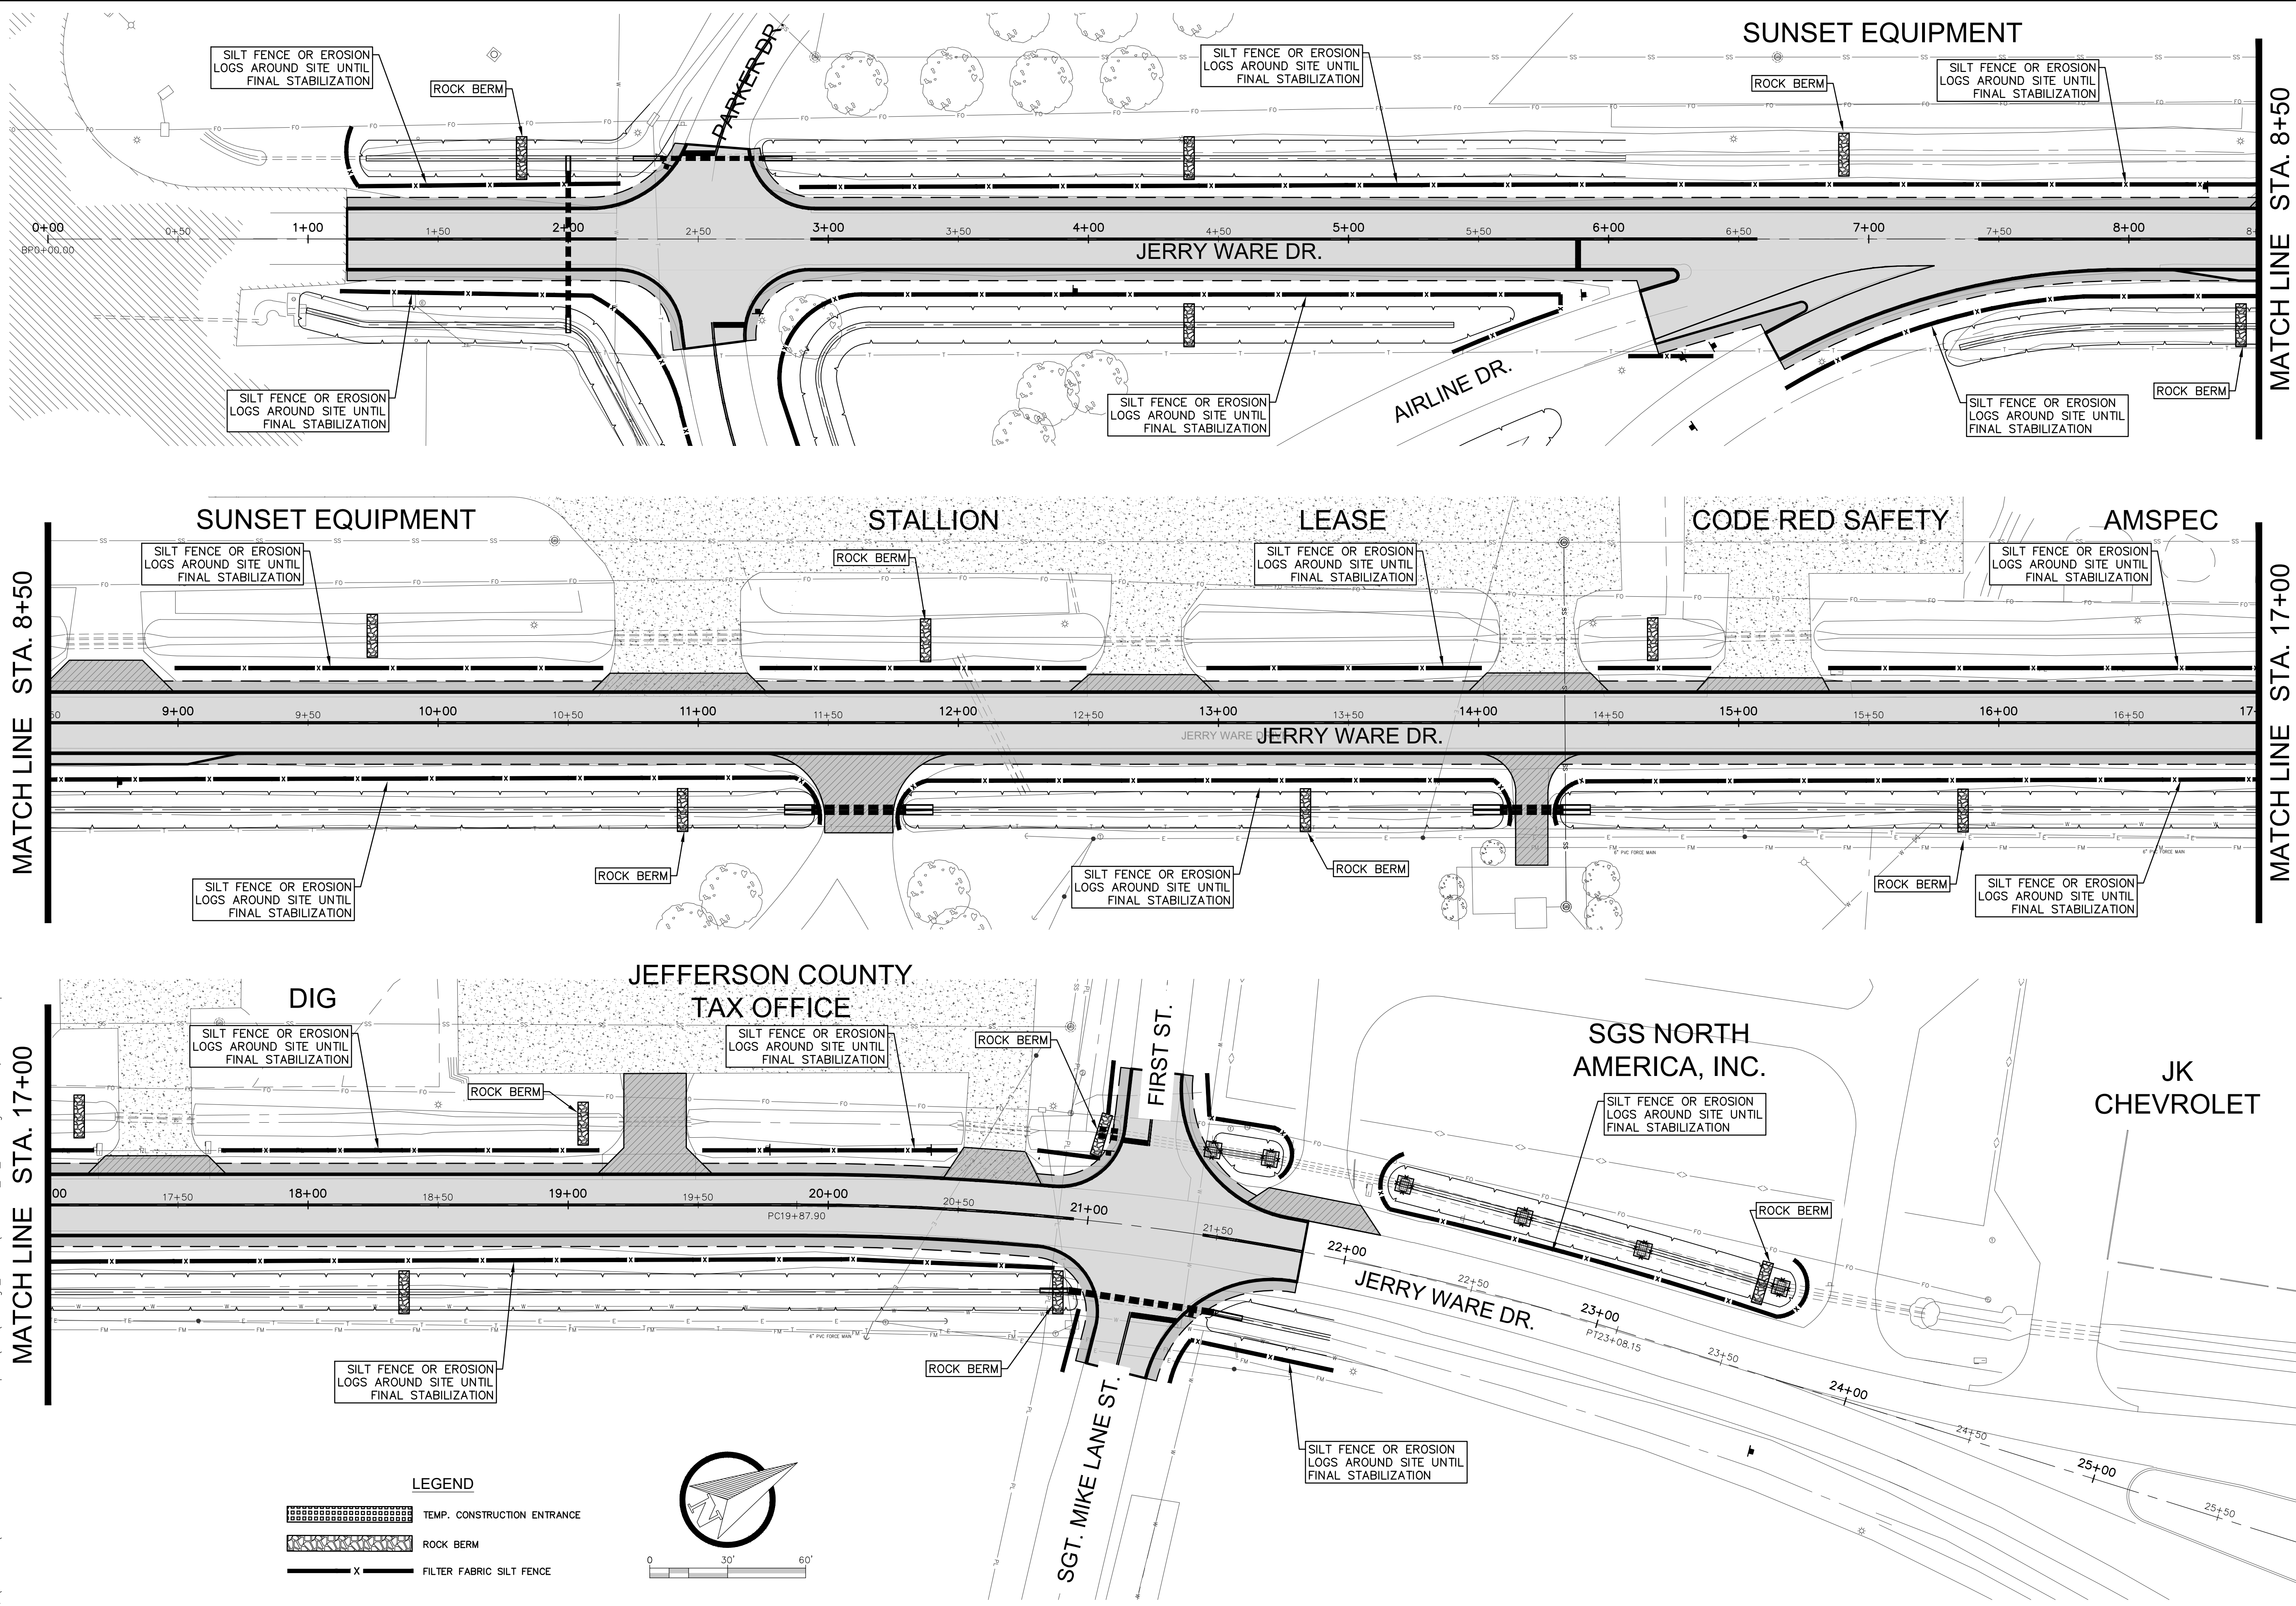 SUNSET EQUIPMENT
SILT FENCE OR EROSION
LOGS AROUND SITE UNTIL
FINAL STABILIZATION
ROCK BERM
PARKER DR.
SILT FENCE OR EROSION
LOGS AROUND SITE UNTIL
FINAL STABILIZATION
ROCK BERM
SILT FENCE OR EROSION
LOGS AROUND SITE UNTIL
FINAL STABILIZATION
MATCH LINE STA. 8+50
0+00
0+50
1+00
1+50
2+00
2+50
3+00
3+50
4+00
4+50
5+00
5+50
6+00
6+50
7+00
7+50
8+00
BP0+00.00
JERRY WARE DR.
SILT FENCE OR EROSION
LOGS AROUND SITE UNTIL
FINAL STABILIZATION
SILT FENCE OR EROSION
LOGS AROUND SITE UNTIL
FINAL STABILIZATION
AIRLINE DR.
SILT FENCE OR EROSION
LOGS AROUND SITE UNTIL
FINAL STABILIZATION
ROCK BERM
MATCH LINE STA. 8+50
SUNSET EQUIPMENT
STALLION
LEASE
CODE RED SAFETY
AMSPEC
SILT FENCE OR EROSION
LOGS AROUND SITE UNTIL
FINAL STABILIZATION
ROCK BERM
SILT FENCE OR EROSION
LOGS AROUND SITE UNTIL
FINAL STABILIZATION
SILT FENCE OR EROSION
LOGS AROUND SITE UNTIL
FINAL STABILIZATION
MATCH LINE STA. 17+00
9+00
9+50
10+00
10+50
11+00
11+50
12+00
12+50
13+00
13+50
14+00
14+50
15+00
15+50
16+00
16+50
JERRY WARE DR.
SILT FENCE OR EROSION
LOGS AROUND SITE UNTIL
FINAL STABILIZATION
ROCK BERM
SILT FENCE OR EROSION
LOGS AROUND SITE UNTIL
FINAL STABILIZATION
ROCK BERM
6" PVC FORCE MAIN
ROCK BERM
6" PVC FORCE MAIN
SILT FENCE OR EROSION
LOGS AROUND SITE UNTIL
FINAL STABILIZATION
MATCH LINE STA. 17+00
DIG
JEFFERSON COUNTY
TAX OFFICE
FIRST ST.
SGS NORTH
AMERICA, INC.
JK
CHEVROLET
SILT FENCE OR EROSION
LOGS AROUND SITE UNTIL
FINAL STABILIZATION
ROCK BERM
SILT FENCE OR EROSION
LOGS AROUND SITE UNTIL
FINAL STABILIZATION
ROCK BERM
SILT FENCE OR EROSION
LOGS AROUND SITE UNTIL
FINAL STABILIZATION
ROCK BERM
17+50
18+00
18+50
19+00
19+50
20+00
20+50
21+00
21+50
22+00
22+50
23+00
23+50
24+00
24+50
25+00
25+50
PC19+87.90
PT23+08.15
JERRY WARE DR.
6" PVC FORCE MAIN
SILT FENCE OR EROSION
LOGS AROUND SITE UNTIL
FINAL STABILIZATION
ROCK BERM
SGT. MIKE LANE ST.
SILT FENCE OR EROSION
LOGS AROUND SITE UNTIL
FINAL STABILIZATION
LEGEND
TEMP. CONSTRUCTION ENTRANCE
ROCK BERM
X FILTER FABRIC SILT FENCE
N
0 30' 60'